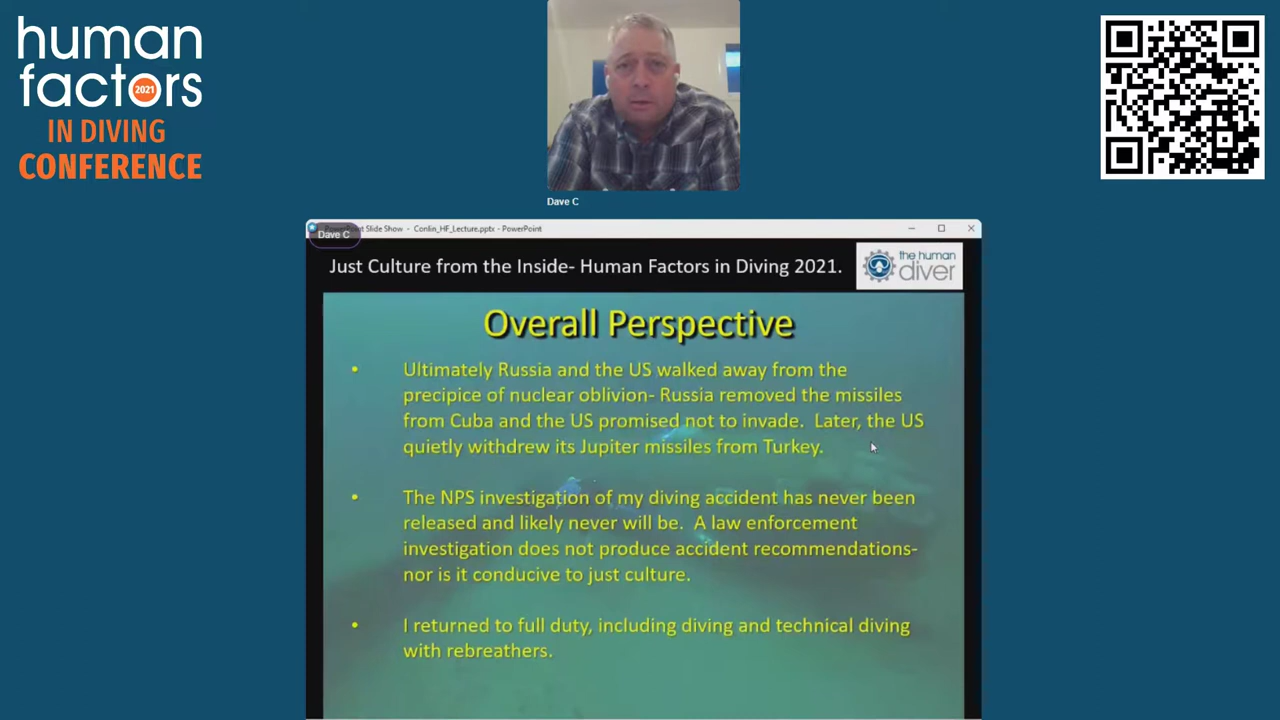 human
factors
2021
IN DIVING
CONFERENCE
Dave C
Dave C
PowerPoint Slide Show - Conlin_HF_Lecture.pptx - PowerPoint
Just Culture from the Inside- Human Factors in Diving 2021.
the human
diver
Overall Perspective
• Ultimately Russia and the US walked away from the
precipice of nuclear oblivion- Russia removed the missiles
from Cuba and the US promised not to invade. Later, the US
quietly withdrew its Jupiter missiles from Turkey.
• The NPS investigation of my diving accident has never been
released and likely never will be. A law enforcement
investigation does not produce accident recommendations-
nor is it conducive to just culture.
• I returned to full duty, including diving and technical diving
with rebreathers.